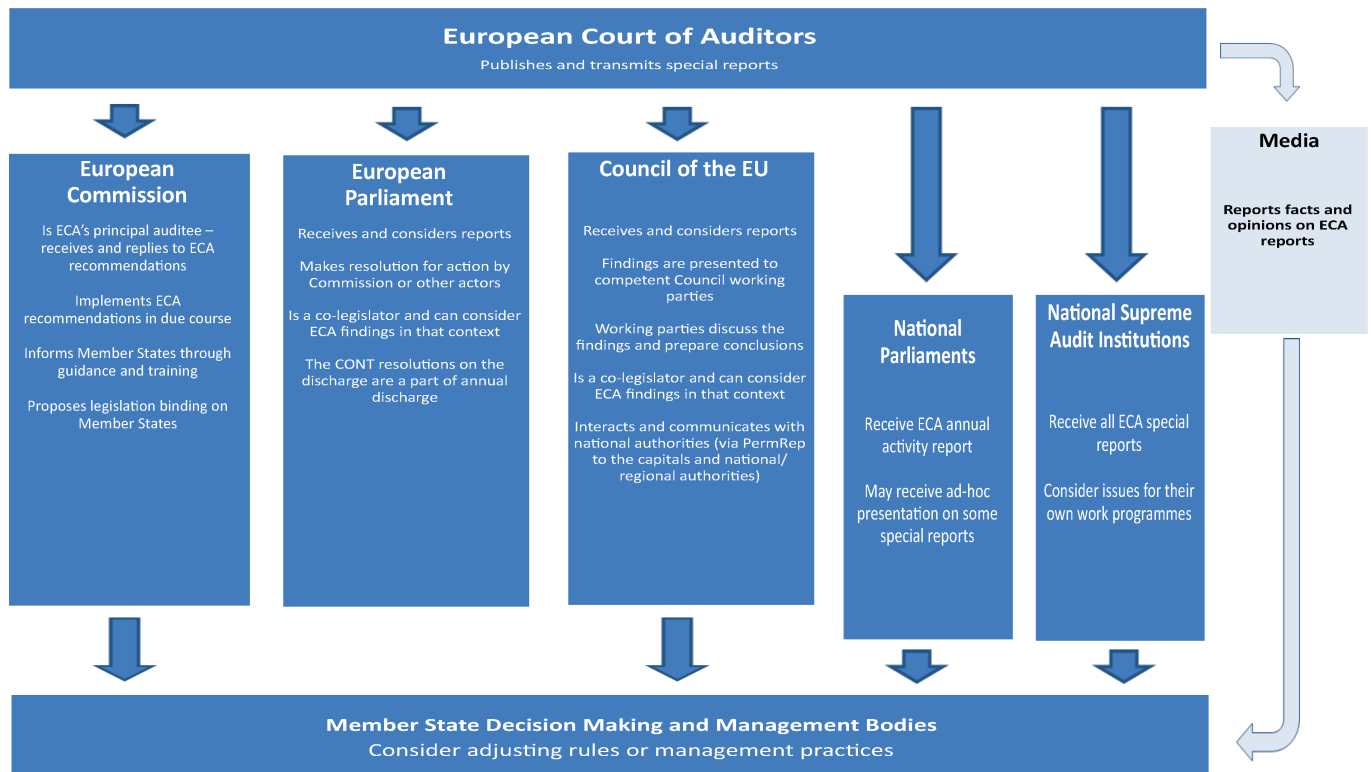 European Court of Auditors
Publishes and transmits special reports
European
Commission
Is ECA's principal auditee –
receives and replies to ECA
recommendations
Implements ECA
recommendations in due course
Informs Member States through
guidance and training
Proposes legislation binding on
Member States
European
Parliament
Receives and considers reports
Makes resolution for action by
Commission or other actors
Is a co-legislator and can consider
ECA findings in that context
The CONT resolutions on the
discharge are a part of annual
discharge
Council of the EU
Receives and considers reports
Findings are presented to
competent Council working
parties
Working parties discuss the
findings and prepare conclusions
Is a co-legislator and can consider
ECA findings in that context
Interacts and communicates with
national authorities (via PermRep
to the capitals and national/
regional authorities)
National
Parliaments
Receive ECA annual
activity report
May receive ad-hoc
presentation on some
special reports
National Supreme
Audit Institutions
Receive all ECA special
reports
Consider issues for their
own work programmes
Media
Reports facts and
opinions on ECA
reports
Member State Decision Making and Management Bodies
Consider adjusting rules or management practices